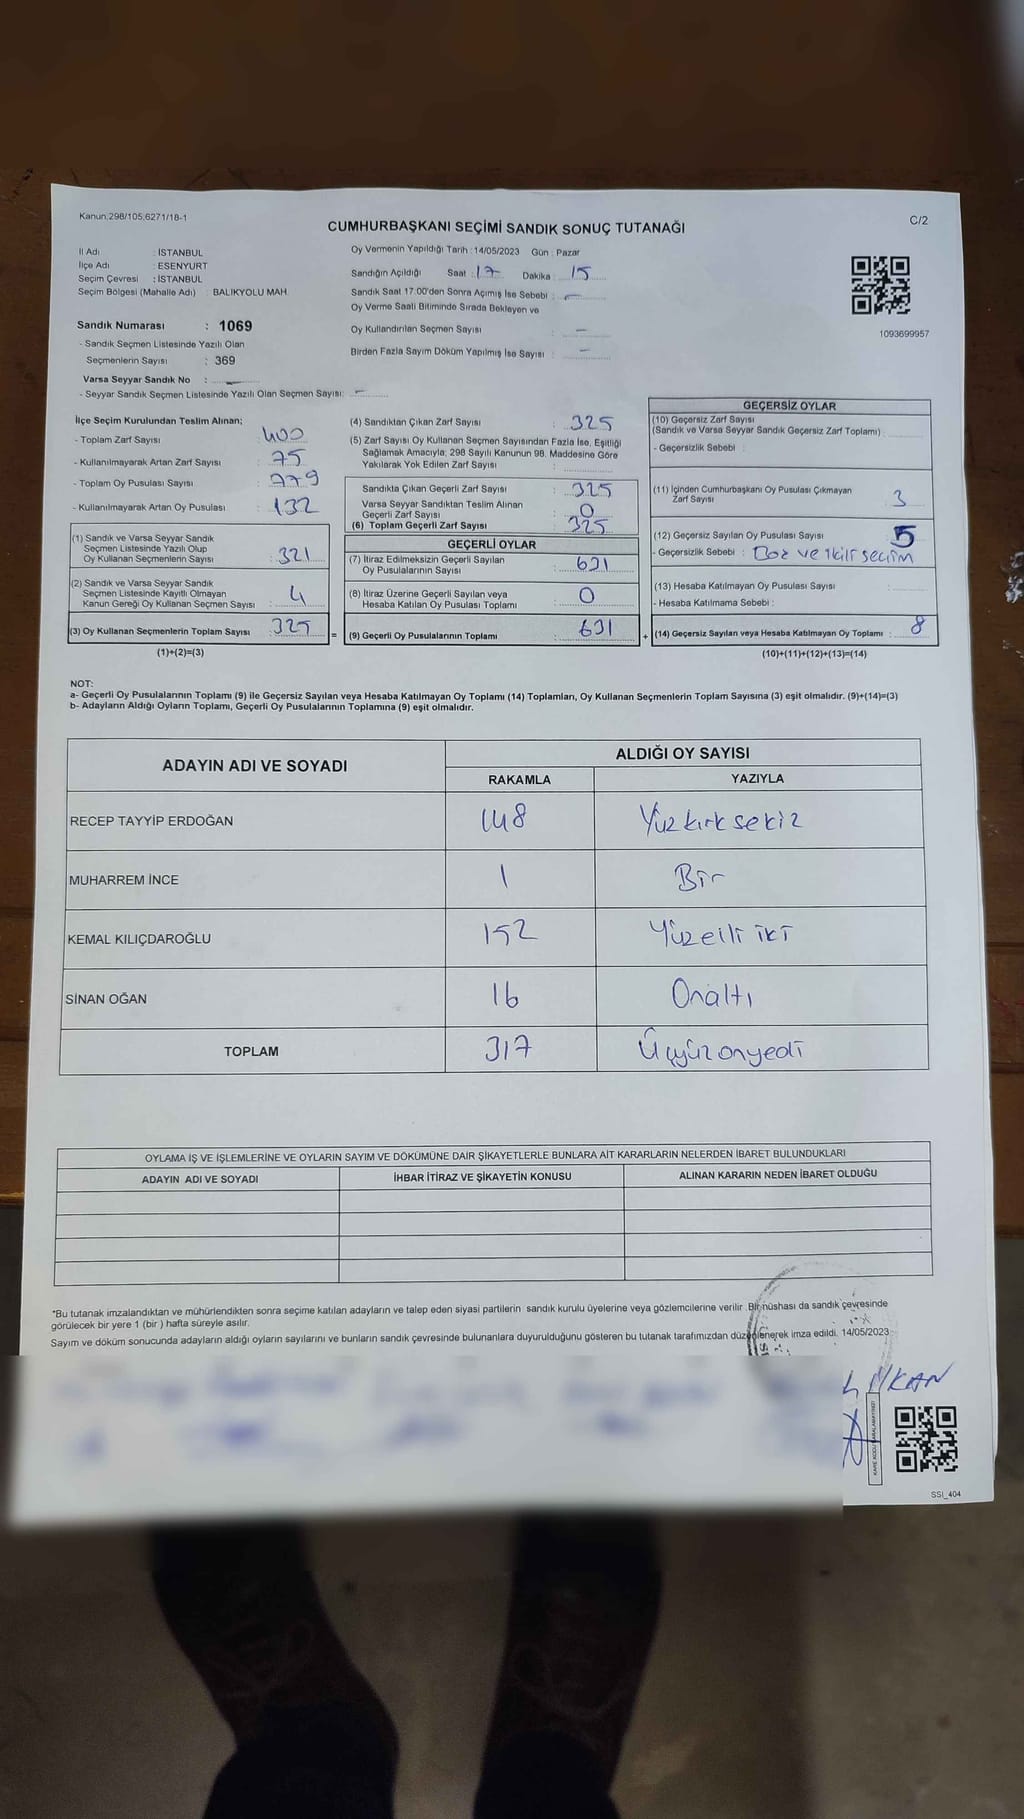 Kanun.298/105,6271/18-1
C/2
CUMHURBAŞKANI SEÇİMİ SANDIK SONUÇ TUTANAĞI
İl Adı : İSTANBUL
İlçe Adı : ESENYURT
Seçim Çevresi : İSTANBUL
Seçim Bölgesi (Mahalle Adı) : BALIKYOLU MAH.
Sandık Numarası : 1069
- Sandık Seçmen Listesinde Yazılı Olan
Seçmenlerin Sayısı : 369
Varsa Seyyar Sandık No : -
- Seyyar Sandık Seçmen Listesinde Yazılı Olan Seçmen Sayısı: -
Oy Vermenin Yapıldığı Tarih : 14/05/2023 Gün : Pazar
Sandığın Açıldığı Saat : 17 Dakika : 15
Sandık Saat 17:00'den Sonra Açımış İse Sebebi : -
Oy Verme Saati Bitiminde Sırada Bekleyen ve
Oy Kullandırılan Seçmen Sayısı : -
Birden Fazla Sayım Döküm Yapılmış İse Sayısı : -
1093699957
İlçe Seçim Kurulundan Teslim Alınan;
- Toplam Zarf Sayısı : 400
- Kullanılmayarak Artan Zarf Sayısı : 75
- Toplam Oy Pusulası Sayısı : 779
- Kullanılmayarak Artan Oy Pusulası : 132
(1) Sandık ve Varsa Seyyar Sandık
Seçmen Listesinde Yazılı Olup
Oy Kullanan Seçmenlerin Sayısı : 321
(2) Sandık ve Varsa Seyyar Sandık
Seçmen Listesinde Kayıtlı Olmayan
Kanun Gereği Oy Kullanan Seçmen Sayısı : 4
(3) Oy Kullanan Seçmenlerin Toplam Sayısı : 325 =
(1)+(2)=(3)
(4) Sandıktan Çıkan Zarf Sayısı : 325
(5) Zarf Sayısı Oy Kullanan Seçmen Sayısından Fazla İse, Eşitliği
Sağlamak Amacıyla; 298 Sayılı Kanunun 98. Maddesine Göre
Yakılarak Yok Edilen Zarf Sayısı :
Sandıkta Çıkan Geçerli Zarf Sayısı : 325
Varsa Seyyar Sandıktan Teslim Alınan
Geçerli Zarf Sayısı : 0
(6) Toplam Geçerli Zarf Sayısı : 325
GEÇERLİ OYLAR
(7) İtiraz Edilmeksizin Geçerli Sayılan
Oy Pusulalarının Sayısı : 631
(8) İtiraz Üzerine Geçerli Sayılan veya
Hesaba Katılan Oy Pusulası Toplamı : 0
(9) Geçerli Oy Pusulalarının Toplamı : 631 +
GEÇERSİZ OYLAR
(10) Geçersiz Zarf Sayısı
(Sandık ve Varsa Seyyar Sandık Geçersiz Zarf Toplamı) :
- Geçersizlik Sebebi :
(11) İçinden Cumhurbaşkanı Oy Pusulası Çıkmayan
Zarf Sayısı : 3
(12) Geçersiz Sayılan Oy Pusulası Sayısı : 5
- Geçersizlik Sebebi : Boz ve ikili seçim
(13) Hesaba Katılmayan Oy Pusulası Sayısı :
- Hesaba Katılmama Sebebi :
(14) Geçersiz Sayılan veya Hesaba Katılmayan Oy Toplamı : 8
(10)+(11)+(12)+(13)=(14)
NOT:
a- Geçerli Oy Pusulalarının Toplamı (9) ile Geçersiz Sayılan veya Hesaba Katılmayan Oy Toplamı (14) Toplamları, Oy Kullanan Seçmenlerin Toplam Sayısına (3) eşit olmalıdır. (9)+(14)=(3)
b- Adayların Aldığı Oyların Toplamı, Geçerli Oy Pusulalarının Toplamına (9) eşit olmalıdır.
ADAYIN ADI VE SOYADI ALDIĞI OY SAYISI
RAKAMLA YAZIYLA
RECEP TAYYİP ERDOĞAN 148 Yüzkırksekiz
MUHARREM İNCE 1 Bir
KEMAL KILIÇDAROĞLU 152 Yüzelli iki
SİNAN OĞAN 16 Onaltı
TOPLAM 317 Üçyüzonyedi
OYLAMA İŞ VE İŞLEMLERİNE VE OYLARIN SAYIM VE DÖKÜMÜNE DAİR ŞİKAYETLERLE BUNLARA AİT KARARLARIN NELERDEN İBARET BULUNDUKLARI
ADAYIN ADI VE SOYADI İHBAR İTİRAZ VE ŞİKAYETİN KONUSU ALINAN KARARIN NEDEN İBARET OLDUĞU
*Bu tutanak imzalandıktan ve mühürlendikten sonra seçime katılan adayların ve talep eden siyasi partilerin sandık kurulu üyelerine veya gözlemcilerine verilir. Bir nüshası da sandık çevresinde
görülecek bir yere 1 (bir ) hafta süreyle asılır.
Sayım ve döküm sonucunda adayların aldığı oyların sayılarını ve bunların sandık çevresinde bulunanlara duyurulduğunu gösteren bu tutanak tarafımızdan düzenlenerek imza edildi. 14/05/2023
KARE KODU KARALAMAYINIZ!
SSI_404